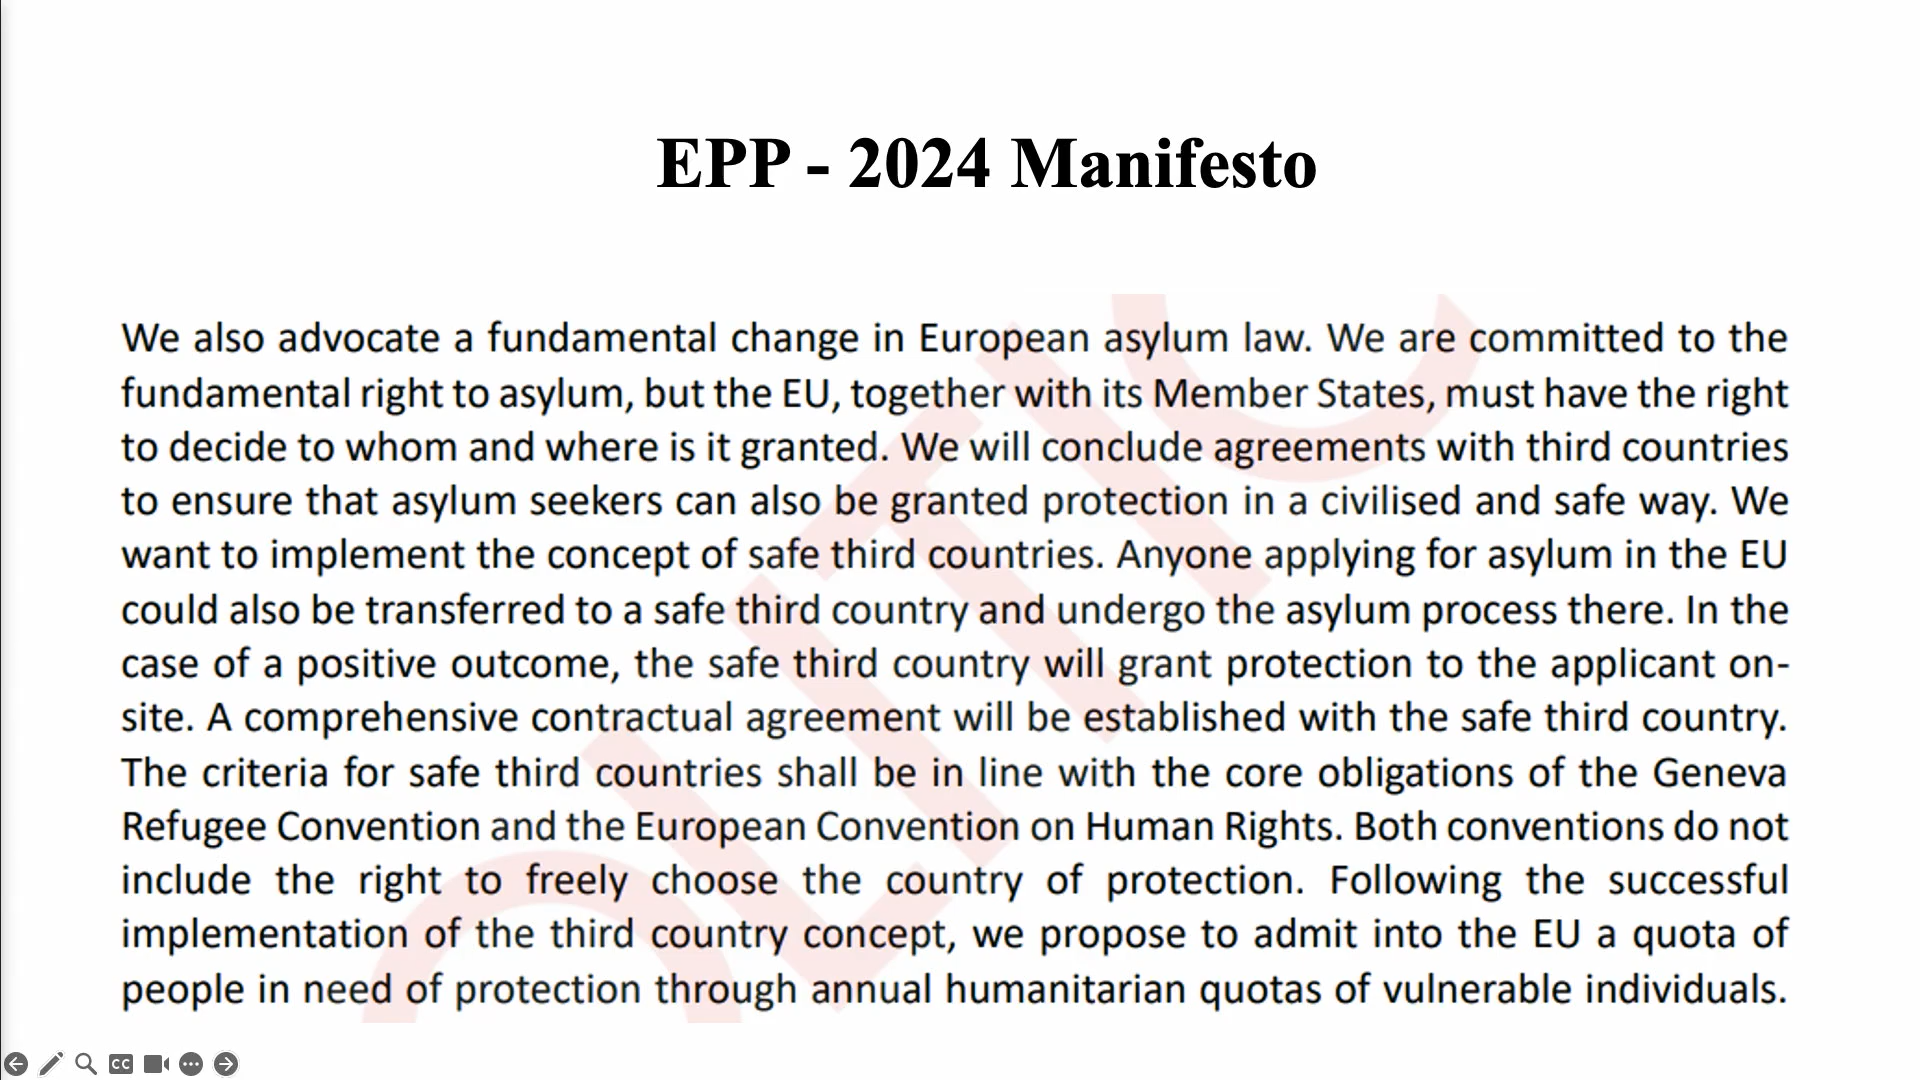 EPP - 2024 Manifesto
We also advocate a fundamental change in European asylum law. We are committed to the
fundamental right to asylum, but the EU, together with its Member States, must have the right
to decide to whom and where is it granted. We will conclude agreements with third countries
to ensure that asylum seekers can also be granted protection in a civilised and safe way. We
want to implement the concept of safe third countries. Anyone applying for asylum in the EU
could also be transferred to a safe third country and undergo the asylum process there. In the
case of a positive outcome, the safe third country will grant protection to the applicant on-
site. A comprehensive contractual agreement will be established with the safe third country.
The criteria for safe third countries shall be in line with the core obligations of the Geneva
Refugee Convention and the European Convention on Human Rights. Both conventions do not
include the right to freely choose the country of protection. Following the successful
implementation of the third country concept, we propose to admit into the EU a quota of
people in need of protection through annual humanitarian quotas of vulnerable individuals.
CC